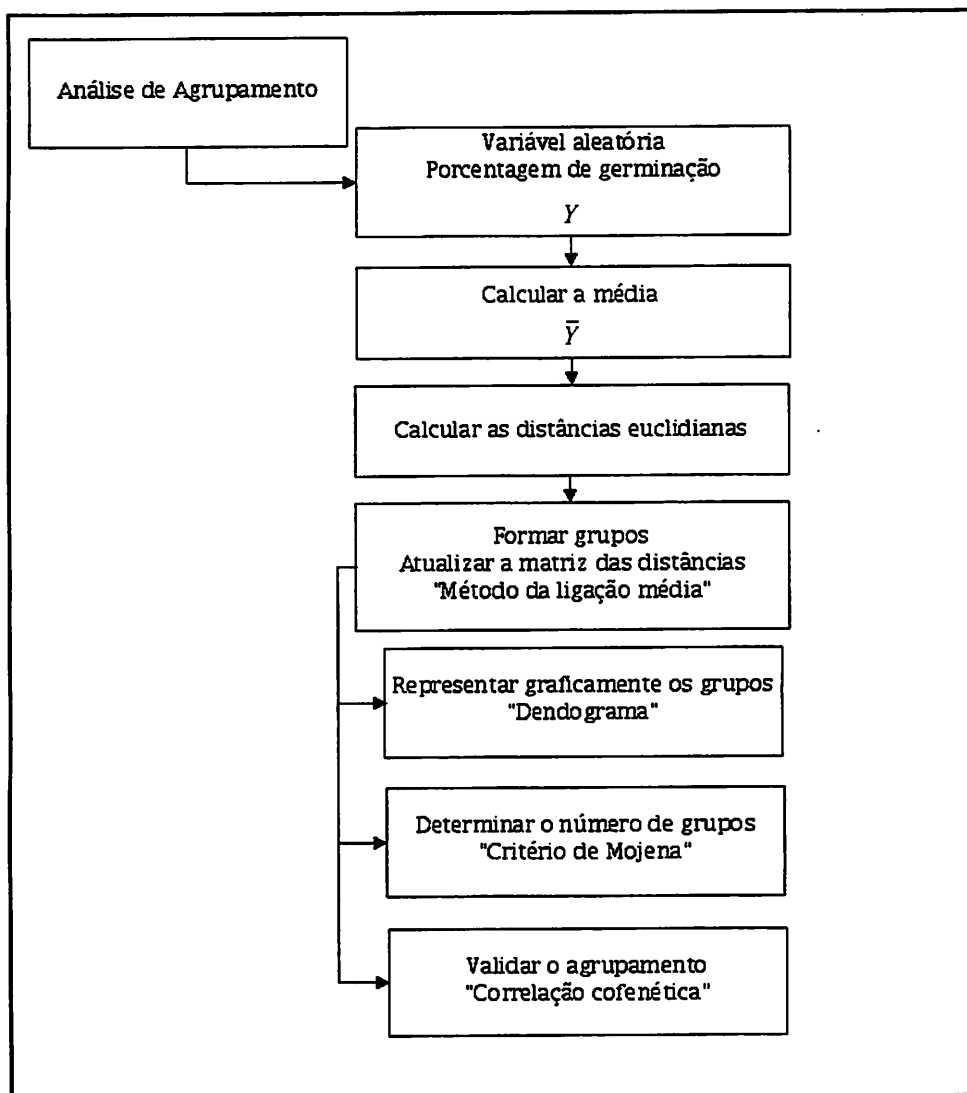 Análise de Agrupamento
Variável aleatória
Porcentagem de germinação
Y
Calcular a média
Ȳ
Calcular as distâncias euclidianas
Formar grupos
Atualizar a matriz das distâncias
"Método da ligação média"
Representar graficamente os grupos
"Dendograma"
Determinar o número de grupos
"Critério de Mojena"
Validar o agrupamento
"Correlação cofenética"